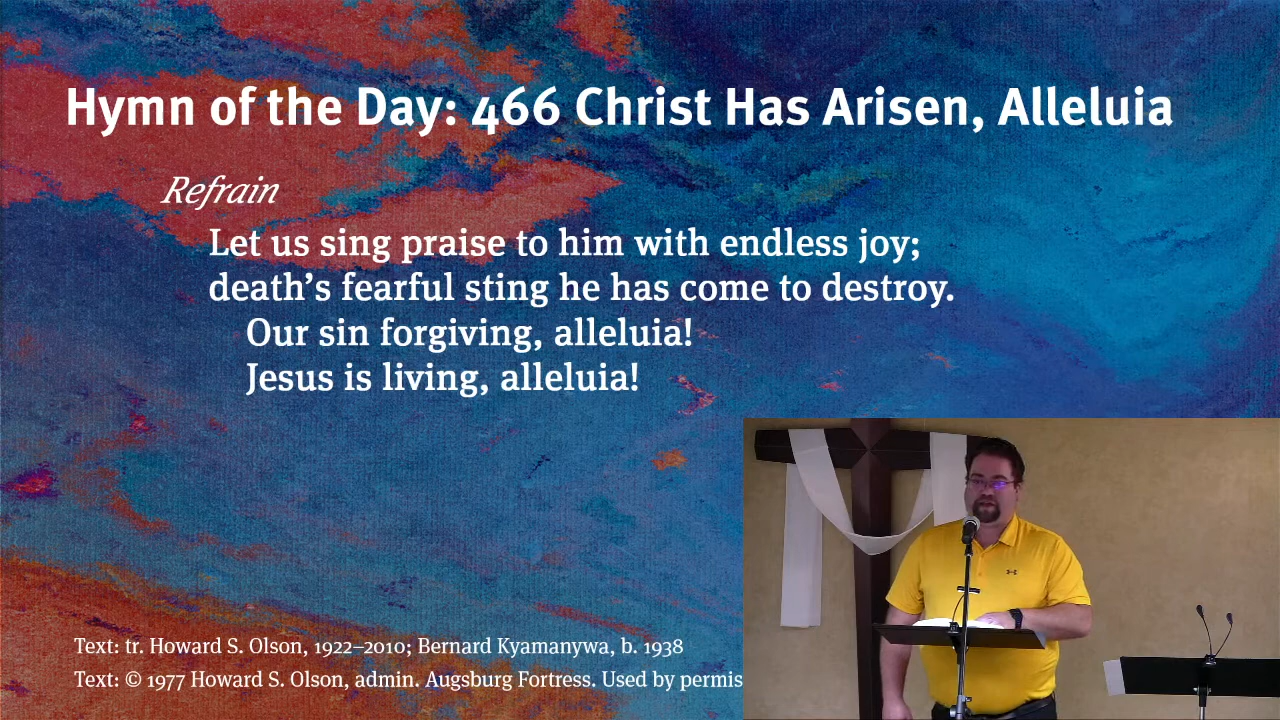 Hymn of the Day: 466 Christ Has Arisen, Alleluia
Refrain
Let us sing praise to him with endless joy;
death’s fearful sting he has come to destroy.
Our sin forgiving, alleluia!
Jesus is living, alleluia!
Text: tr. Howard S. Olson, 1922–2010; Bernard Kyamanywa, b. 1938
Text: © 1977 Howard S. Olson, admin. Augsburg Fortress. Used by permis